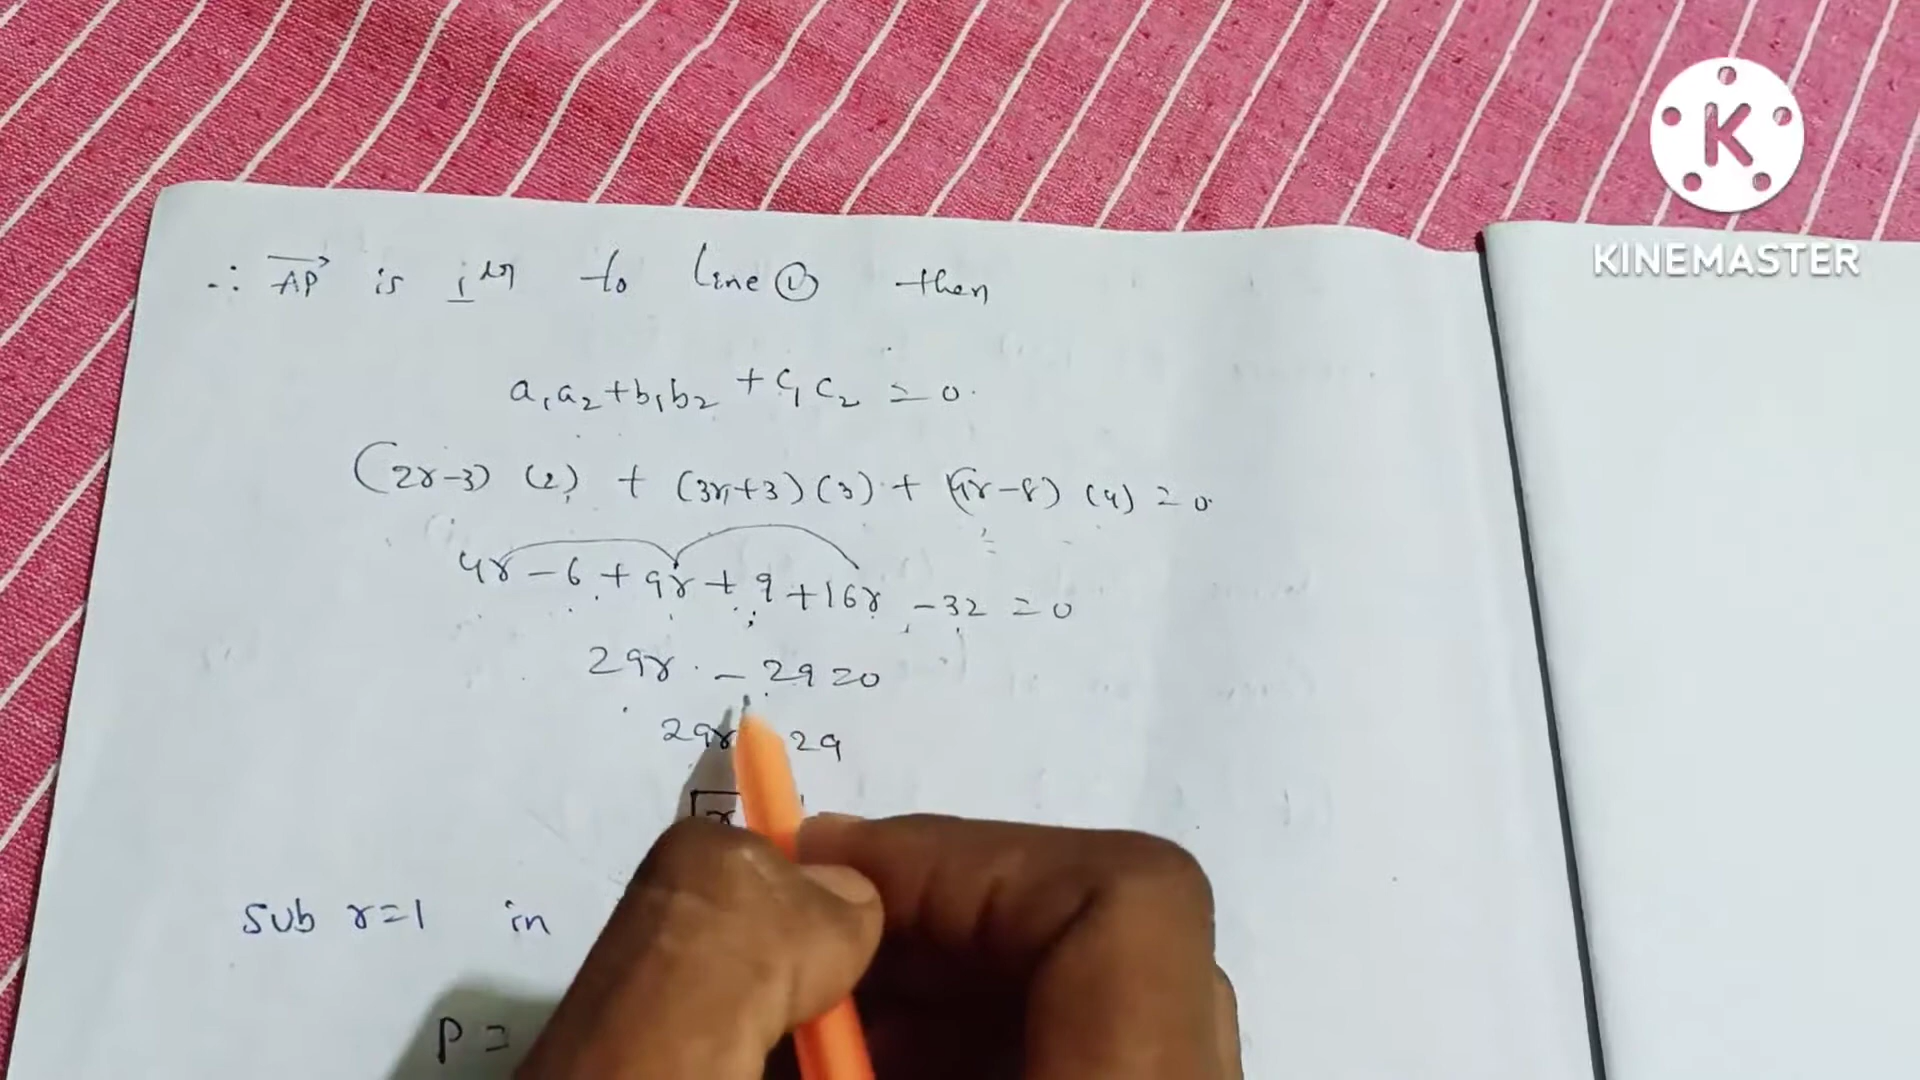 ∴ AP is ⊥ler to line ① then
a₁a₂+b₁b₂ + c₁c₂ = 0.
(2r-3) (2) + (3r+3)(3) + (4r-8) (4) = 0.
4r - 6 + 9r + 9 + 16r - 32 = 0
29r - 29 = 0
29r 29
r
Sub r=1 in
P =
K
KINEMASTER